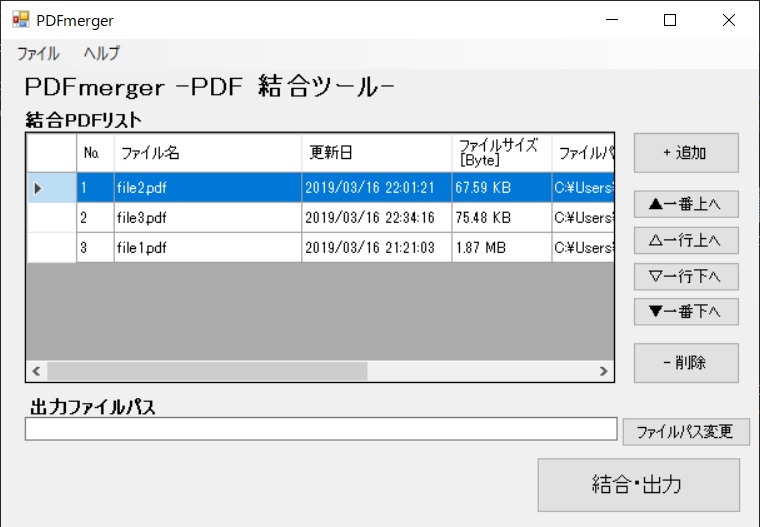 PDFmerger
ファイル ヘルプ
PDFmerger -PDF 結合ツール-
結合PDFリスト
No. ファイル名 更新日 ファイルサイズ [Byte] ファイルパ
1 file2.pdf 2019/03/16 22:01:21 67.59 KB C:¥Users¥
2 file3.pdf 2019/03/16 22:34:16 75.48 KB C:¥Users¥
3 file1.pdf 2019/03/16 21:21:03 1.87 MB C:¥Users¥
+ 追加
▲一番上へ
△一行上へ
▽一行下へ
▼一番下へ
- 削除
出力ファイルパス
ファイルパス変更
結合・出力